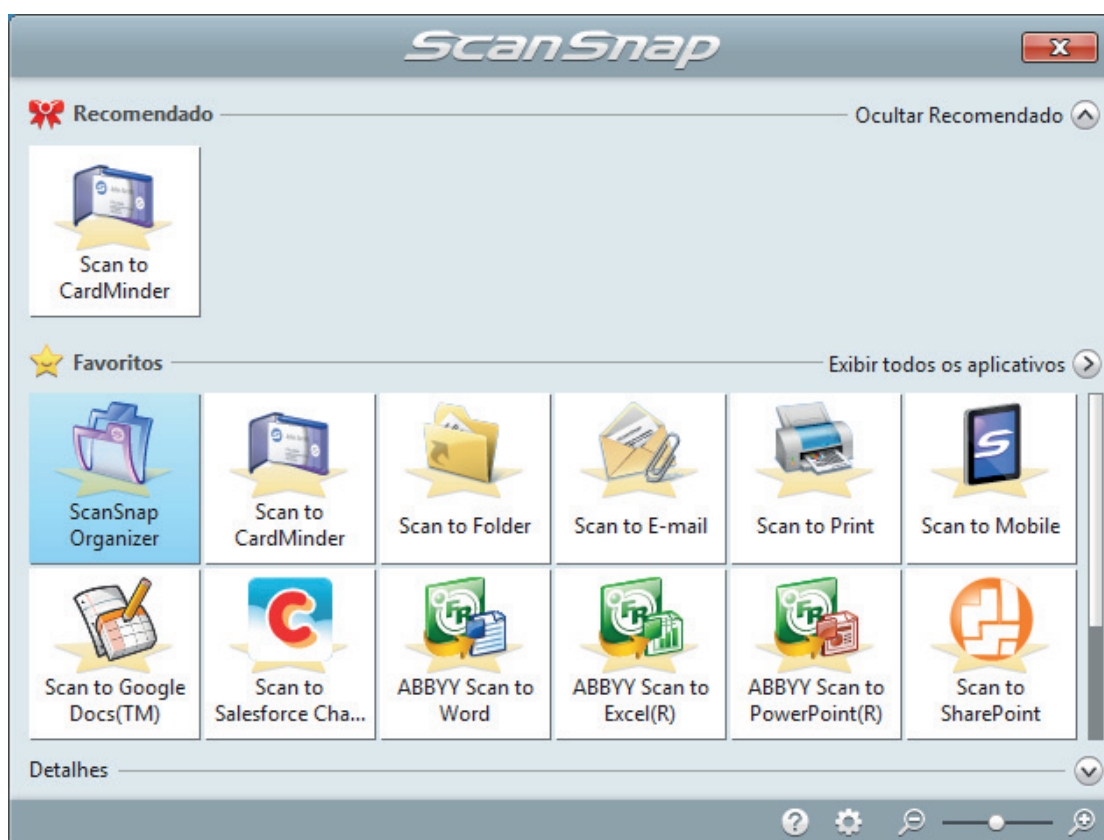 ScanSnap
Recomendado
Ocultar Recomendado
Scan to
CardMinder
Favoritos
Exibir todos os aplicativos
ScanSnap
Organizer
Scan to
CardMinder
Scan to Folder
Scan to E-mail
Scan to Print
Scan to Mobile
Scan to Google
Docs(TM)
Scan to
Salesforce Cha...
ABBYY Scan to
Word
ABBYY Scan to
Excel(R)
ABBYY Scan to
PowerPoint(R)
Scan to
SharePoint
Detalhes